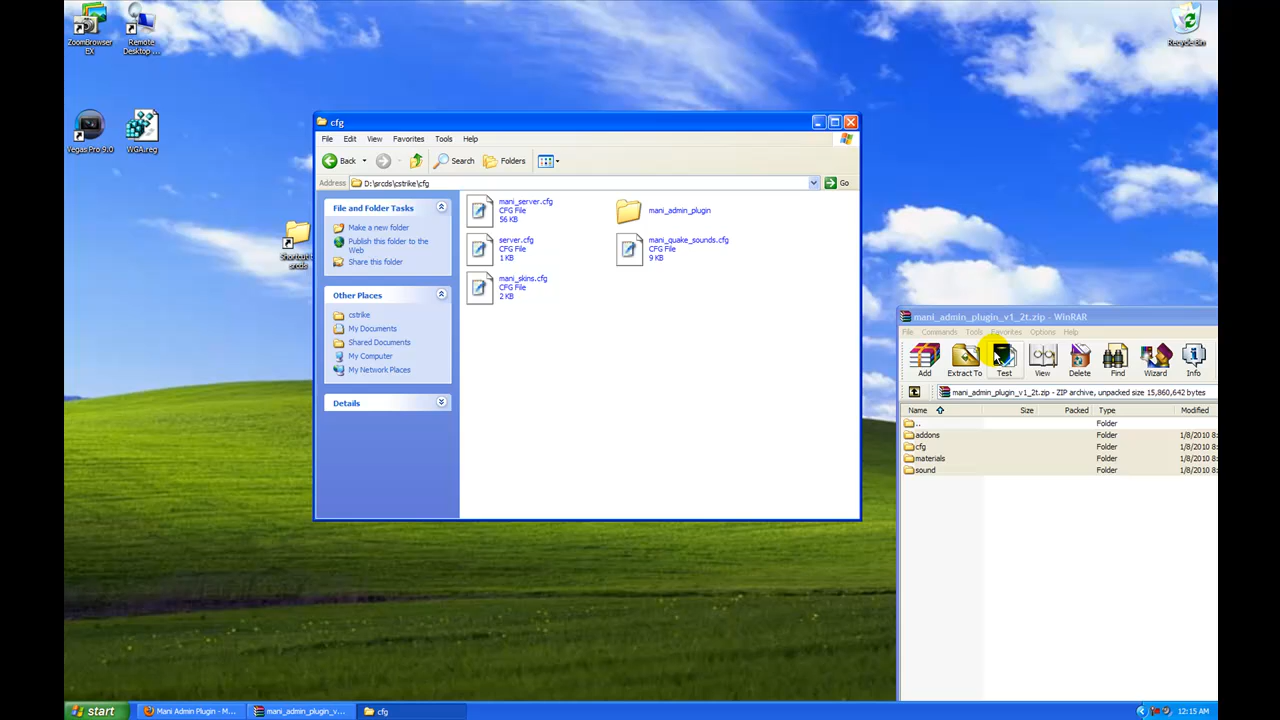 ZoomBrowser
EX
Remote
Desktop ...
Recycle Bin
Vegas Pro 9.0
WGA.reg
Shortcut t
srcds
cfg
File Edit View Favorites Tools Help
Back Search Folders
Address D:\srcds\cstrike\cfg Go
File and Folder Tasks
Make a new folder
Publish this folder to the
Web
Share this folder
Other Places
cstrike
My Documents
Shared Documents
My Computer
My Network Places
Details
mani_server.cfg
CFG File
56 KB
mani_admin_plugin
server.cfg
CFG File
1 KB
mani_quake_sounds.cfg
CFG File
9 KB
mani_skins.cfg
CFG File
2 KB
mani_admin_plugin_v1_2t.zip - WinRAR
File Commands Tools Favorites Options Help
Add Extract To Test View Delete Find Wizard Info
mani_admin_plugin_v1_2t.zip - ZIP archive, unpacked size 15,860,642 bytes
Name Size Packed Type Modified
.. Folder
addons Folder 1/8/2010 8:
cfg Folder 1/8/2010 8:
materials Folder 1/8/2010 8:
sound Folder 1/8/2010 8:
start Mani Admin Plugin - M... mani_admin_plugin_v... cfg 12:15 AM